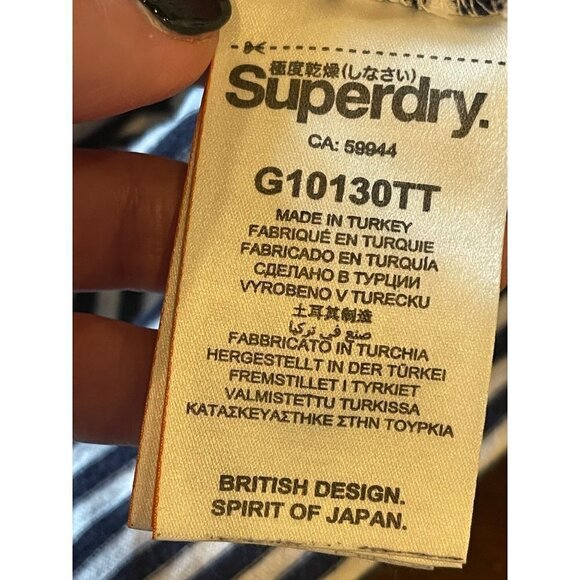 極度乾燥(しなさい)
Superdry.
CA: 59944
G10130TT
MADE IN TURKEY
FABRIQUÉ EN TURQUIE
FABRICADO EN TURQUÍA
СДЕЛАНО В ТУРЦИИ
VYROBENO V TURECKU
土耳其制造
صنع في تركيا
FABBRICATO IN TURCHIA
HERGESTELLT IN DER TÜRKEI
FREMSTILLET I TYRKIET
VALMISTETTU TURKISSA
ΚΑΤΑΣΚΕΥΑΣΤΗΚΕ ΣΤΗΝ ΤΟΥΡΚΙΑ
BRITISH DESIGN.
SPIRIT OF JAPAN.